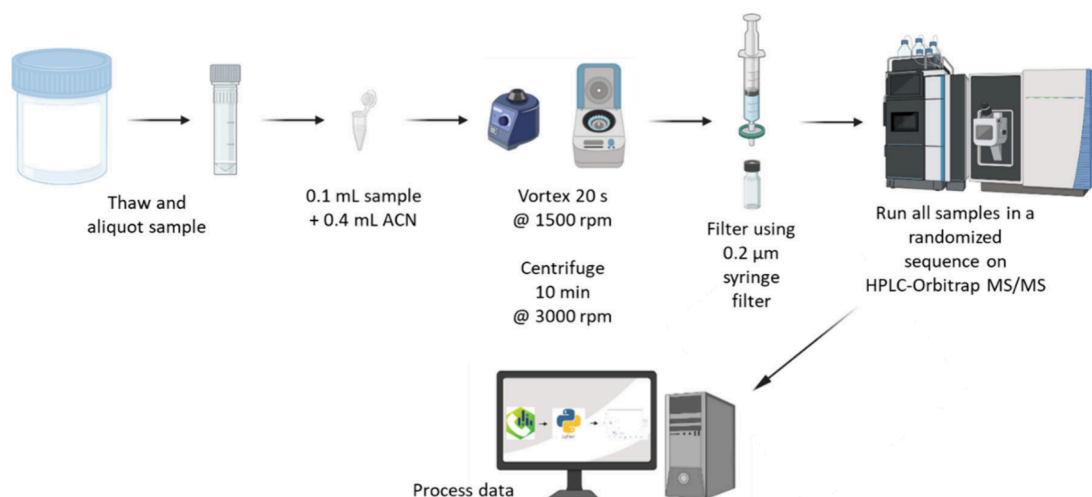 Thaw and
aliquot sample
0.1 mL sample
+ 0.4 mL ACN
Vortex 20 s
@ 1500 rpm
Centrifuge
10 min
@ 3000 rpm
Filter using
0.2 µm
syringe
filter
Run all samples in a
randomized
sequence on
HPLC-Orbitrap MS/MS
Process data